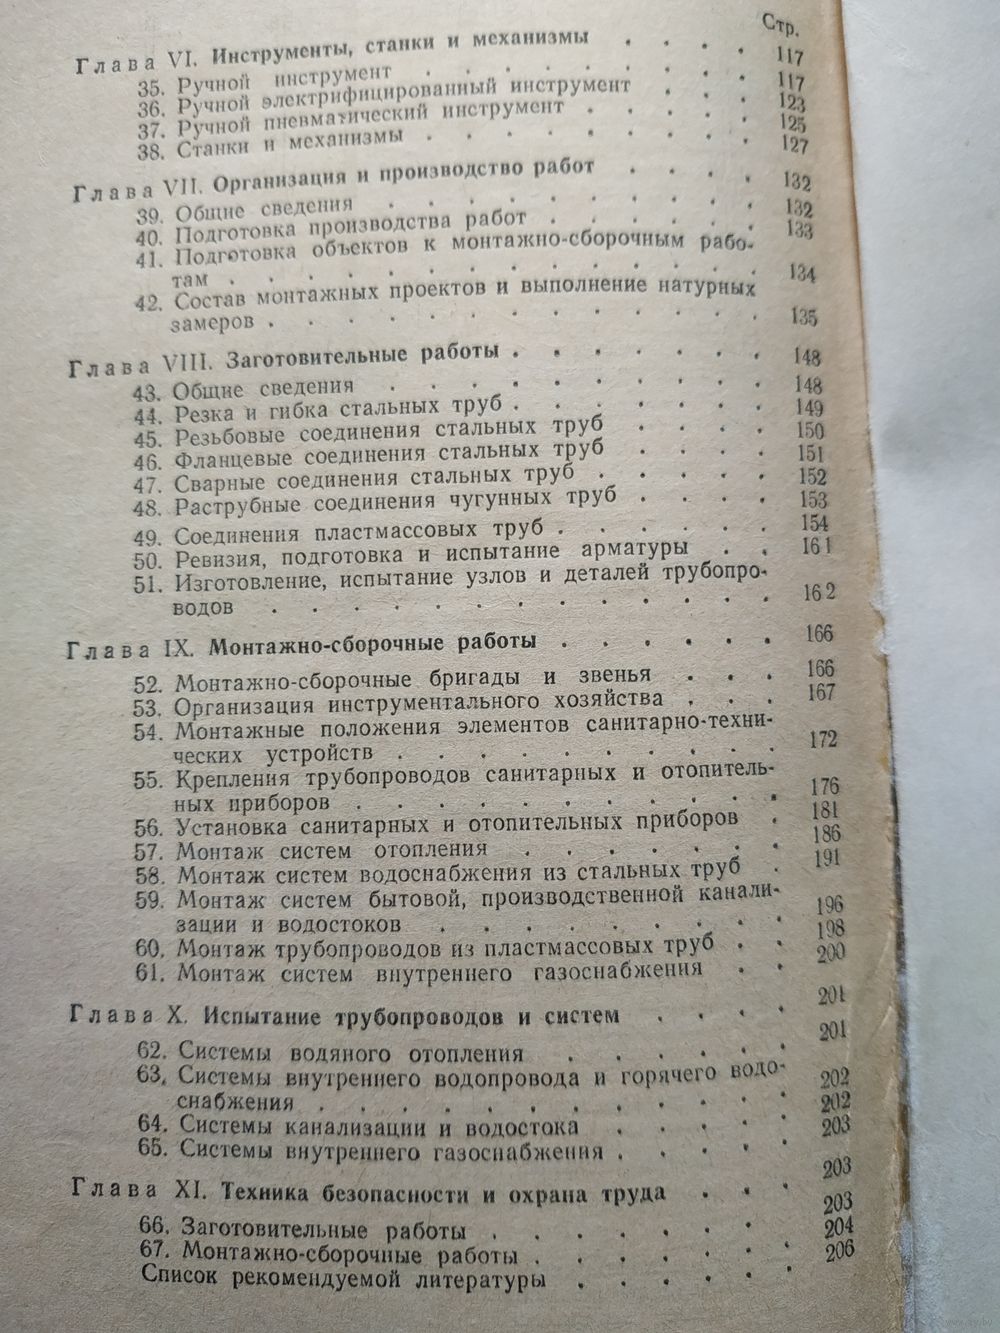 Стр.
Глава VI. Инструменты, станки и механизмы . . . . 117
35. Ручной инструмент . . . . . . . . 117
36. Ручной электрифицированный инструмент . . . 123
37. Ручной пневматический инструмент . . . . . 125
38. Станки и механизмы . . . . . . . . 127
Глава VII. Организация и производство работ . . . . 132
39. Общие сведения . . . . . . . . . . 132
40. Подготовка производства работ . . . . . . 133
41. Подготовка объектов к монтажно-сборочным рабо-
там . . . . . . . . . . . . . . 134
42. Состав монтажных проектов и выполнение натурных
замеров . . . . . . . . . . . . . 135
Глава VIII. Заготовительные работы . . . . . . . 148
43. Общие сведения . . . . . . . . . . 148
44. Резка и гибка стальных труб . . . . . . . 149
45. Резьбовые соединения стальных труб . . . . 150
46. Фланцевые соединения стальных труб . . . . 151
47. Сварные соединения стальных труб . . . . . 152
48. Раструбные соединения чугунных труб . . . . 153
49. Соединения пластмассовых труб . . . . . . 154
50. Ревизия, подготовка и испытание арматуры . . 161
51. Изготовление, испытание узлов и деталей трубопро-
водов . . . . . . . . . . . . . 162
Глава IX. Монтажно-сборочные работы . . . . . . 166
52. Монтажно-сборочные бригады и звенья . . . 166
53. Организация инструментального хозяйства . . . 167
54. Монтажные положения элементов санитарно-техни-
ческих устройств . . . . . . . . . . 172
55. Крепления трубопроводов санитарных и отопитель-
ных приборов . . . . . . . . . . . 176
56. Установка санитарных и отопительных приборов . 181
57. Монтаж систем отопления . . . . . . . 186
58. Монтаж систем водоснабжения из стальных труб . 191
59. Монтаж систем бытовой, производственной канали-
зации и водостоков . . . . . . . . . 196
60. Монтаж трубопроводов из пластмассовых труб . . 198
61. Монтаж систем внутреннего газоснабжения . . 200
Глава X. Испытание трубопроводов и систем . . . . 201
62. Системы водяного отопления . . . . . . 201
63. Системы внутреннего водопровода и горячего водо-
снабжения . . . . . . . . . . . . 202
64. Системы канализации и водостока . . . . . 202
65. Системы внутреннего газоснабжения . . . . . 203
Глава XI. Техника безопасности и охрана труда . . . 203
66. Заготовительные работы . . . . . . . 203
67. Монтажно-сборочные работы . . . . . . . 204
Список рекомендуемой литературы . . . . . . 206